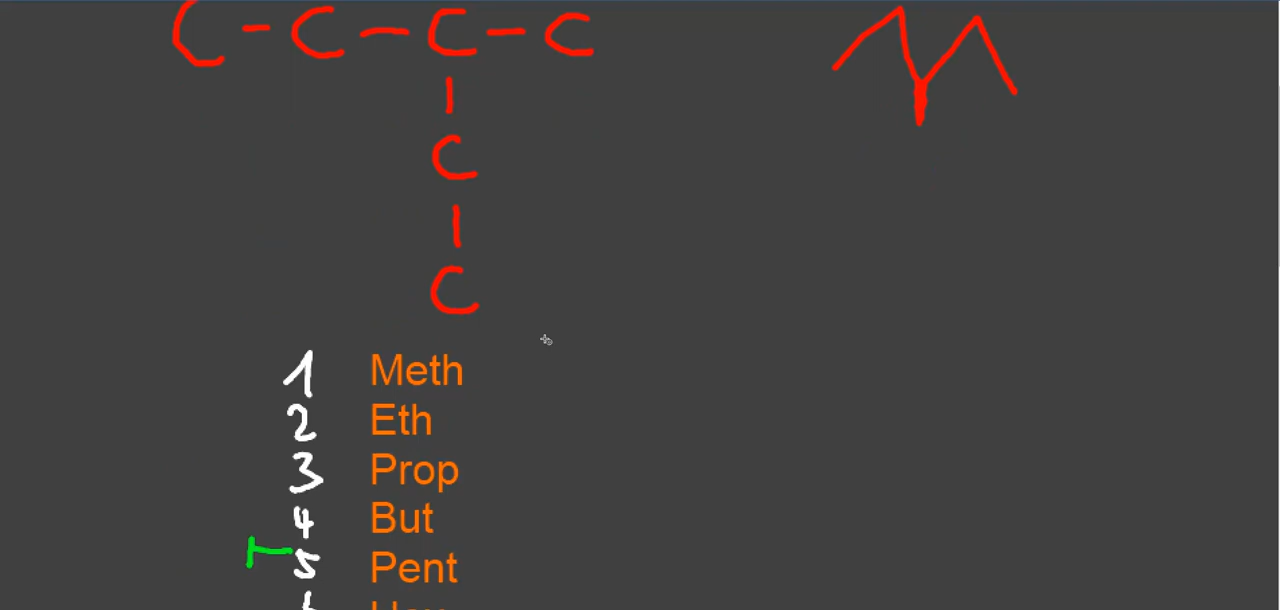 C - C - C - C
C
C
1 Meth
2 Eth
3 Prop
4 But
5 Pent